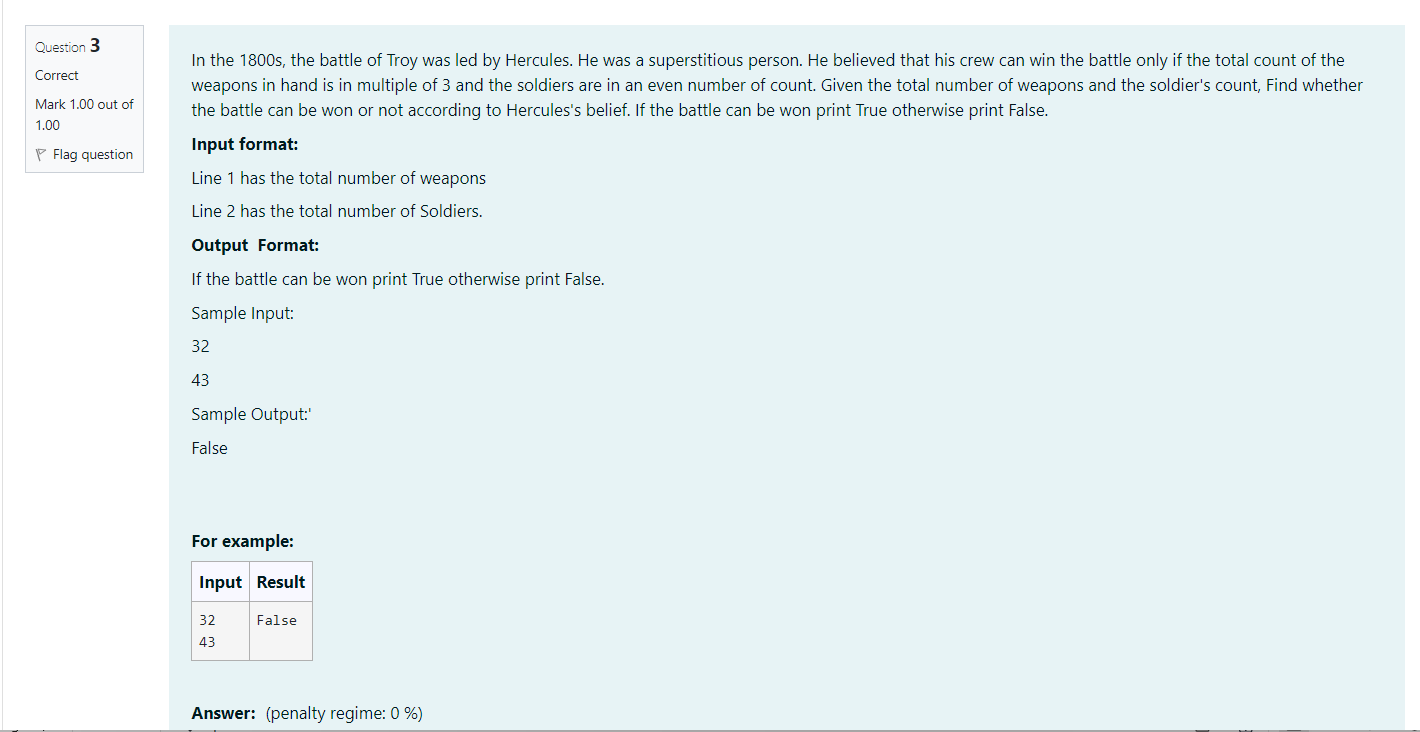 Question 3
Correct
Mark 1.00 out of
1.00
Flag question
In the 1800s, the battle of Troy was led by Hercules. He was a superstitious person. He believed that his crew can win the battle only if the total count of the
weapons in hand is in multiple of 3 and the soldiers are in an even number of count. Given the total number of weapons and the soldier's count, Find whether
the battle can be won or not according to Hercules's belief. If the battle can be won print True otherwise print False.
Input format:
Line 1 has the total number of weapons
Line 2 has the total number of Soldiers.
Output Format:
If the battle can be won print True otherwise print False.
Sample Input:
32
43
Sample Output:'
False
For example:
Input Result
32 False
43
Answer: (penalty regime: 0 %)